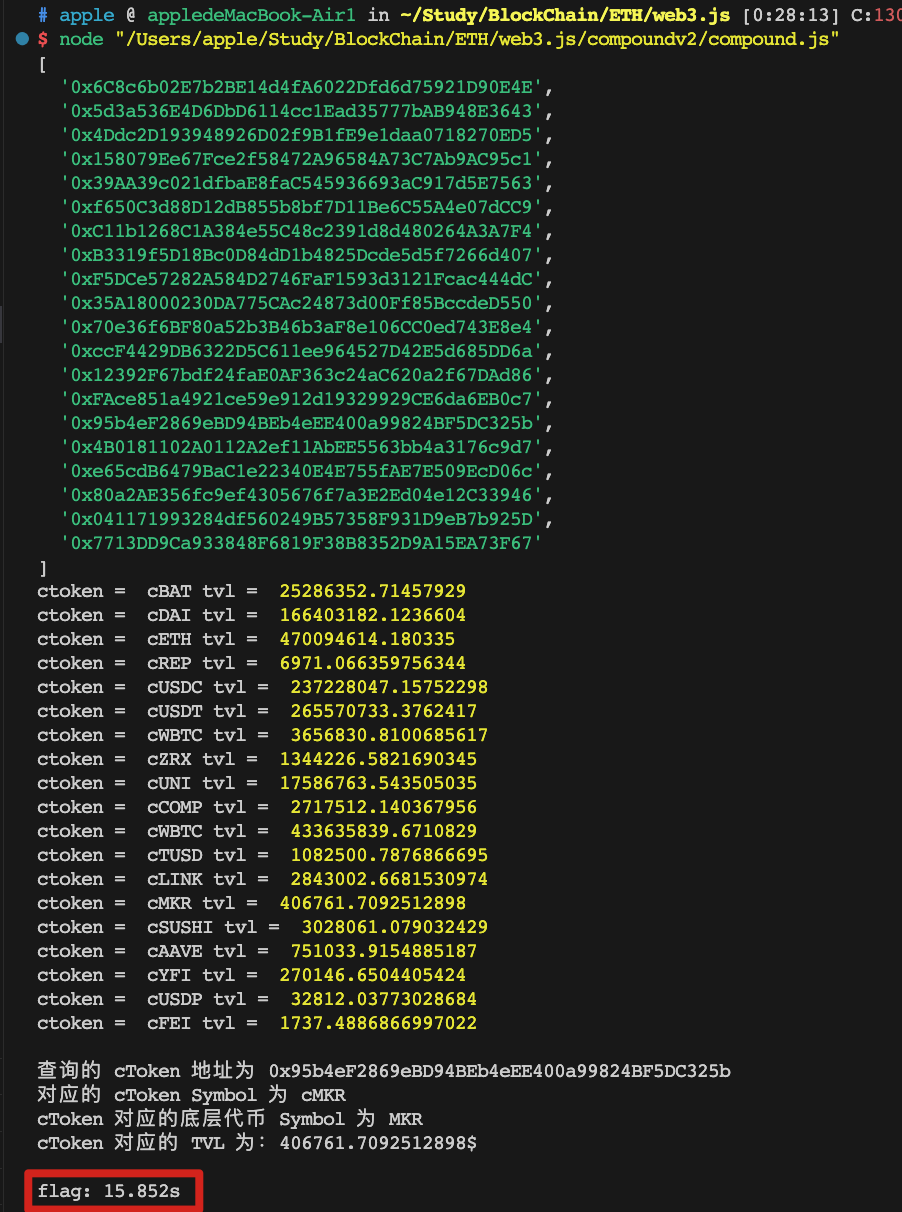 # apple @ appledeMacBook-Air1 in ~/Study/BlockChain/ETH/web3.js [0:28:13] C:130
$ node "/Users/apple/Study/BlockChain/ETH/web3.js/compoundv2/compound.js"
[
'0x6C8c6b02E7b2BE14d4fA6022Dfd6d75921D90E4E',
'0x5d3a536E4D6DbD6114cc1Ead35777bAB948E3643',
'0x4Ddc2D193948926D02f9B1fE9e1daa0718270ED5',
'0x158079Ee67Fce2f58472A96584A73C7Ab9AC95c1',
'0x39AA39c021dfbaE8faC545936693aC917d5E7563',
'0xf650C3d88D12dB855b8bf7D11Be6C55A4e07dCC9',
'0xC11b1268C1A384e55C48c2391d8d480264A3A7F4',
'0xB3319f5D18Bc0D84dD1b4825Dcde5d5f7266d407',
'0xF5DCe57282A584D2746FaF1593d3121Fcac444dC',
'0x35A18000230DA775CAc24873d00Ff85BccdeD550',
'0x70e36f6BF80a52b3B46b3aF8e106CC0ed743E8e4',
'0xccF4429DB6322D5C611ee964527D42E5d685DD6a',
'0x12392F67bdf24faE0AF363c24aC620a2f67DAd86',
'0xFAce851a4921ce59e912d19329929CE6da6EB0c7',
'0x95b4eF2869eBD94BEb4eEE400a99824BF5DC325b',
'0x4B0181102A0112A2ef11AbEE5563bb4a3176c9d7',
'0xe65cdB6479BaC1e22340E4E755fAE7E509EcD06c',
'0x80a2AE356fc9ef4305676f7a3E2Ed04e12C33946',
'0x041171993284df560249B57358F931D9eB7b925D',
'0x7713DD9Ca933848F6819F38B8352D9A15EA73F67'
]
ctoken = cBAT tvl = 25286352.71457929
ctoken = cDAI tvl = 166403182.1236604
ctoken = cETH tvl = 470094614.180335
ctoken = cREP tvl = 6971.066359756344
ctoken = cUSDC tvl = 237228047.15752298
ctoken = cUSDT tvl = 265570733.3762417
ctoken = cWBTC tvl = 3656830.8100685617
ctoken = cZRX tvl = 1344226.5821690345
ctoken = cUNI tvl = 17586763.543505035
ctoken = cCOMP tvl = 2717512.140367956
ctoken = cWBTC tvl = 433635839.6710829
ctoken = cTUSD tvl = 1082500.7876866695
ctoken = cLINK tvl = 2843002.6681530974
ctoken = cMKR tvl = 406761.7092512898
ctoken = cSUSHI tvl = 3028061.079032429
ctoken = cAAVE tvl = 751033.9154885187
ctoken = cYFI tvl = 270146.6504405424
ctoken = cUSDP tvl = 32812.03773028684
ctoken = cFEI tvl = 1737.4886866997022
查询的 cToken 地址为 0x95b4eF2869eBD94BEb4eEE400a99824BF5DC325b
对应的 cToken Symbol 为 cMKR
cToken 对应的底层代币 Symbol 为 MKR
cToken 对应的 TVL 为: 406761.7092512898$
flag: 15.852s